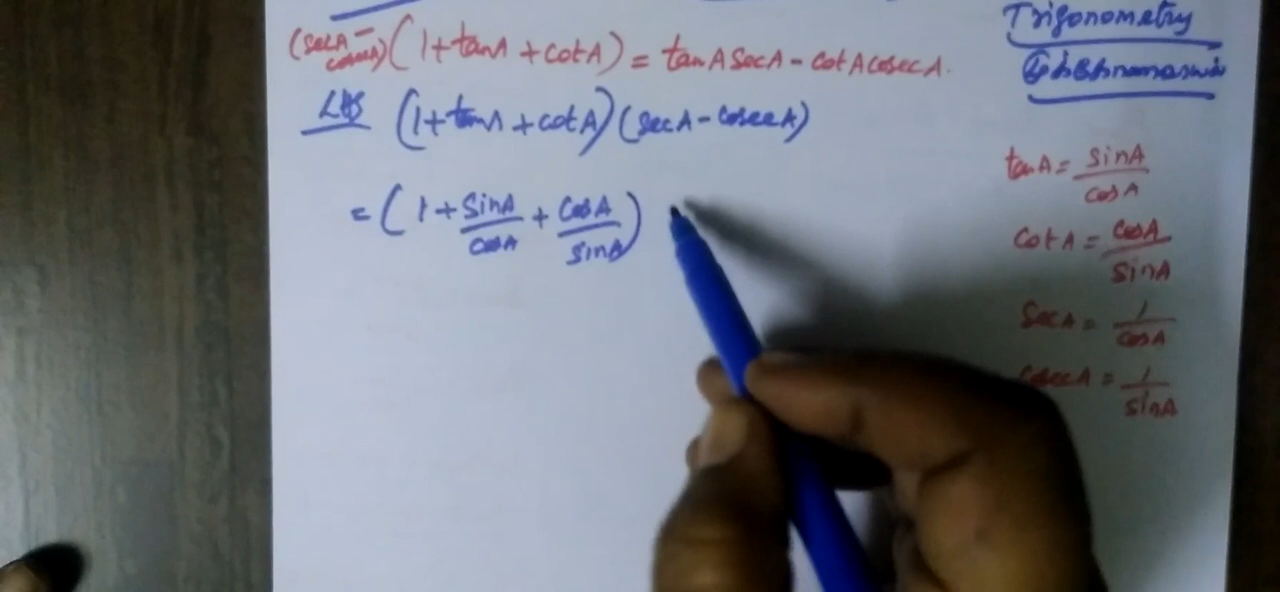 Trigonometry
(secA - cosecA)(1+tanA+cotA) = tanA SecA - cotA cosecA.
LHS (1+tanA+cotA)(secA-cosecA)
= (1+ SinA/cosA + CosA/sinA)
tanA = sinA/cosA
cotA = cosA/sinA
SecA = 1/cosA
cosecA = 1/sinA